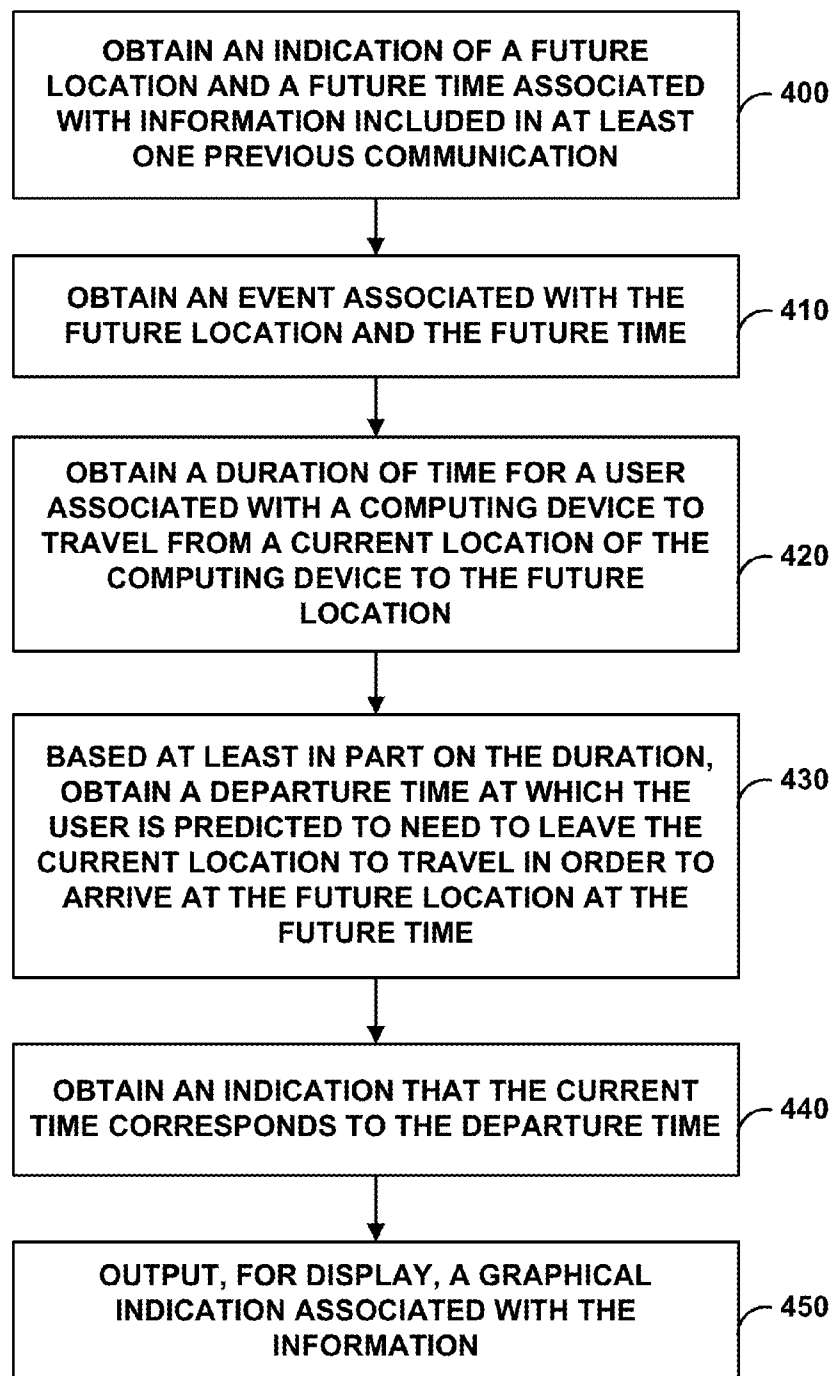 OBTAIN AN INDICATION OF A FUTURE
LOCATION AND A FUTURE TIME ASSOCIATED
WITH INFORMATION INCLUDED IN AT LEAST
ONE PREVIOUS COMMUNICATION
400
OBTAIN AN EVENT ASSOCIATED WITH THE
FUTURE LOCATION AND THE FUTURE TIME
410
OBTAIN A DURATION OF TIME FOR A USER
ASSOCIATED WITH A COMPUTING DEVICE TO
TRAVEL FROM A CURRENT LOCATION OF THE
COMPUTING DEVICE TO THE FUTURE
LOCATION
420
BASED AT LEAST IN PART ON THE DURATION,
OBTAIN A DEPARTURE TIME AT WHICH THE
USER IS PREDICTED TO NEED TO LEAVE THE
CURRENT LOCATION TO TRAVEL IN ORDER TO
ARRIVE AT THE FUTURE LOCATION AT THE
FUTURE TIME
430
OBTAIN AN INDICATION THAT THE CURRENT
TIME CORRESPONDS TO THE DEPARTURE TIME
440
OUTPUT, FOR DISPLAY, A GRAPHICAL
INDICATION ASSOCIATED WITH THE
INFORMATION
450